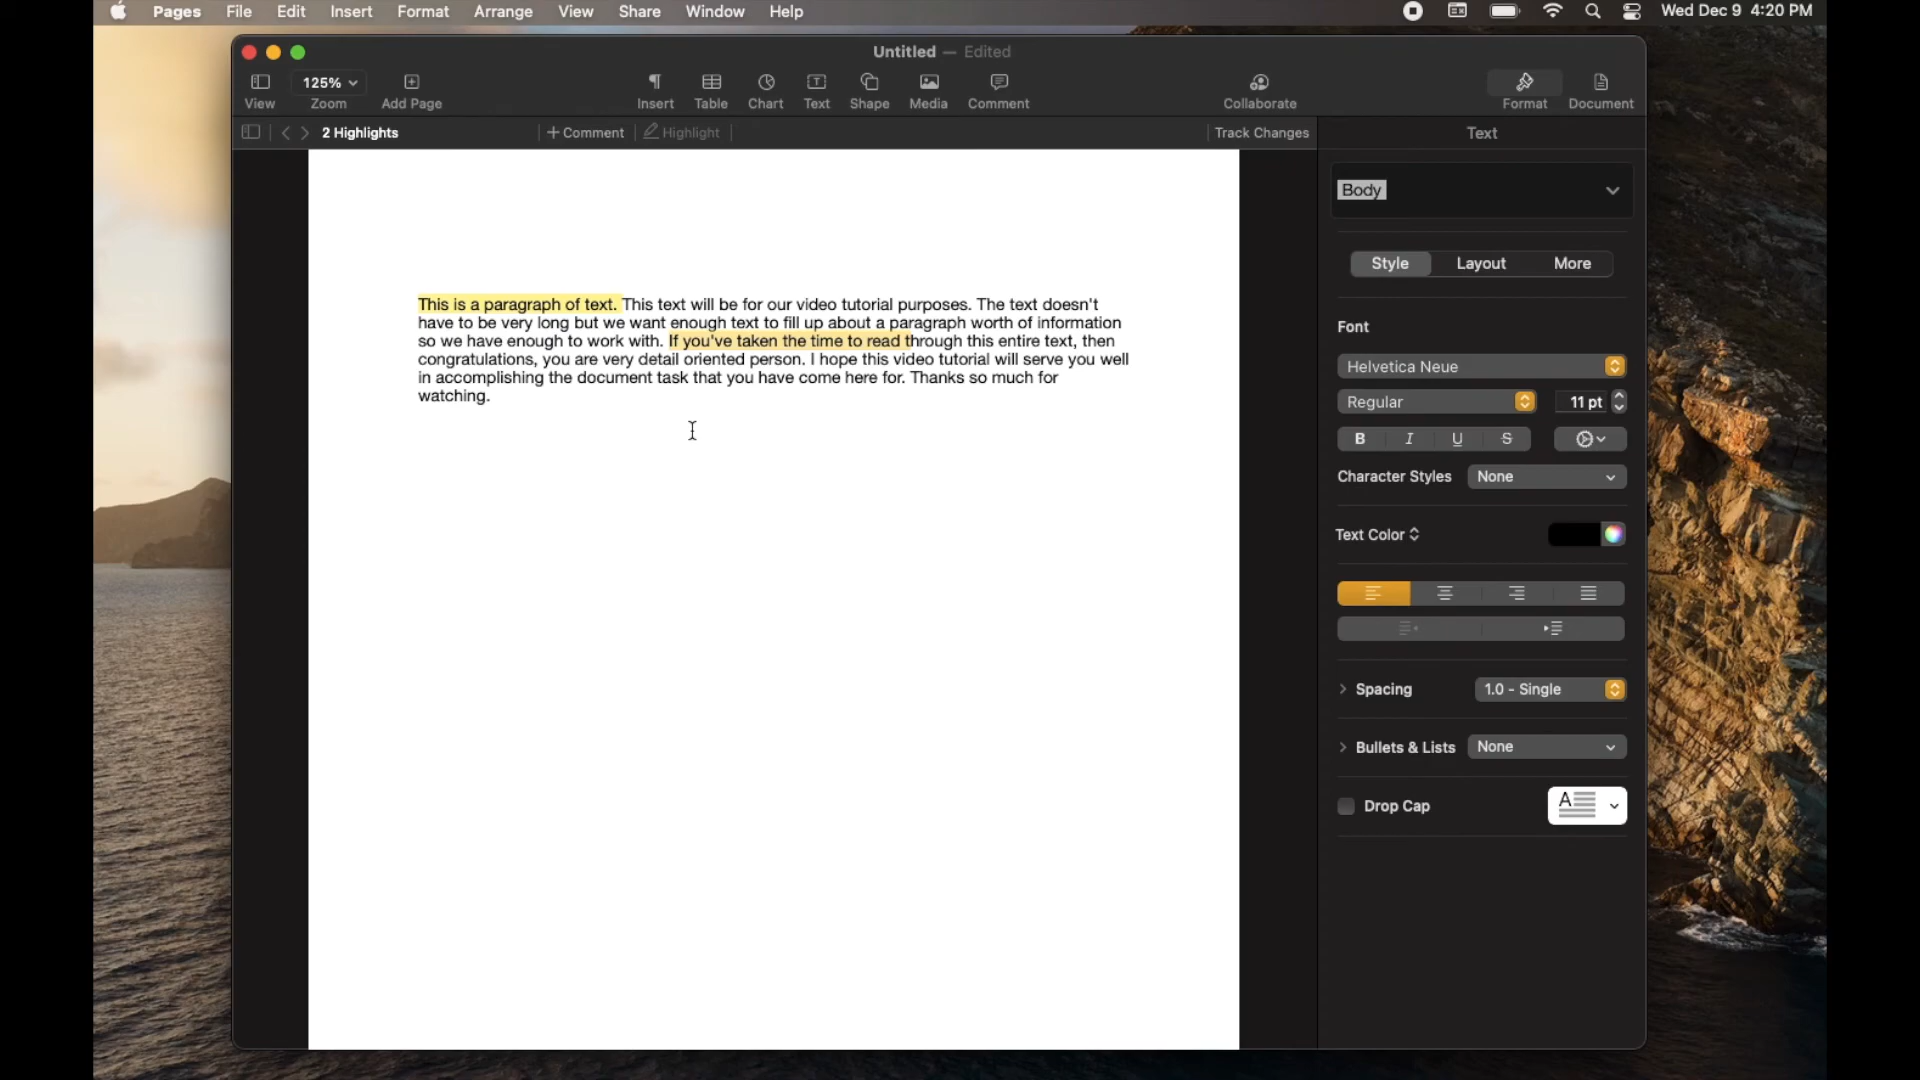 Pages File Edit Insert Format Arrange View Share Window Help Wed Dec 9 4:20 PM
Untitled — Edited
125%
View Zoom Add Page Insert Table Chart Text Shape Media Comment Collaborate Format Document
2 Highlights + Comment Highlight Track Changes Text
This is a paragraph of text. This text will be for our video tutorial purposes. The text doesn't
have to be very long but we want enough text to fill up about a paragraph worth of information
so we have enough to work with. If you've taken the time to read through this entire text, then
congratulations, you are very detail oriented person. I hope this video tutorial will serve you well
in accomplishing the document task that you have come here for. Thanks so much for
watching.
Body
Style Layout More
Font
Helvetica Neue
Regular 11 pt
B I U S
Character Styles None
Text Color
Spacing 1.0 - Single
Bullets & Lists None
Drop Cap A